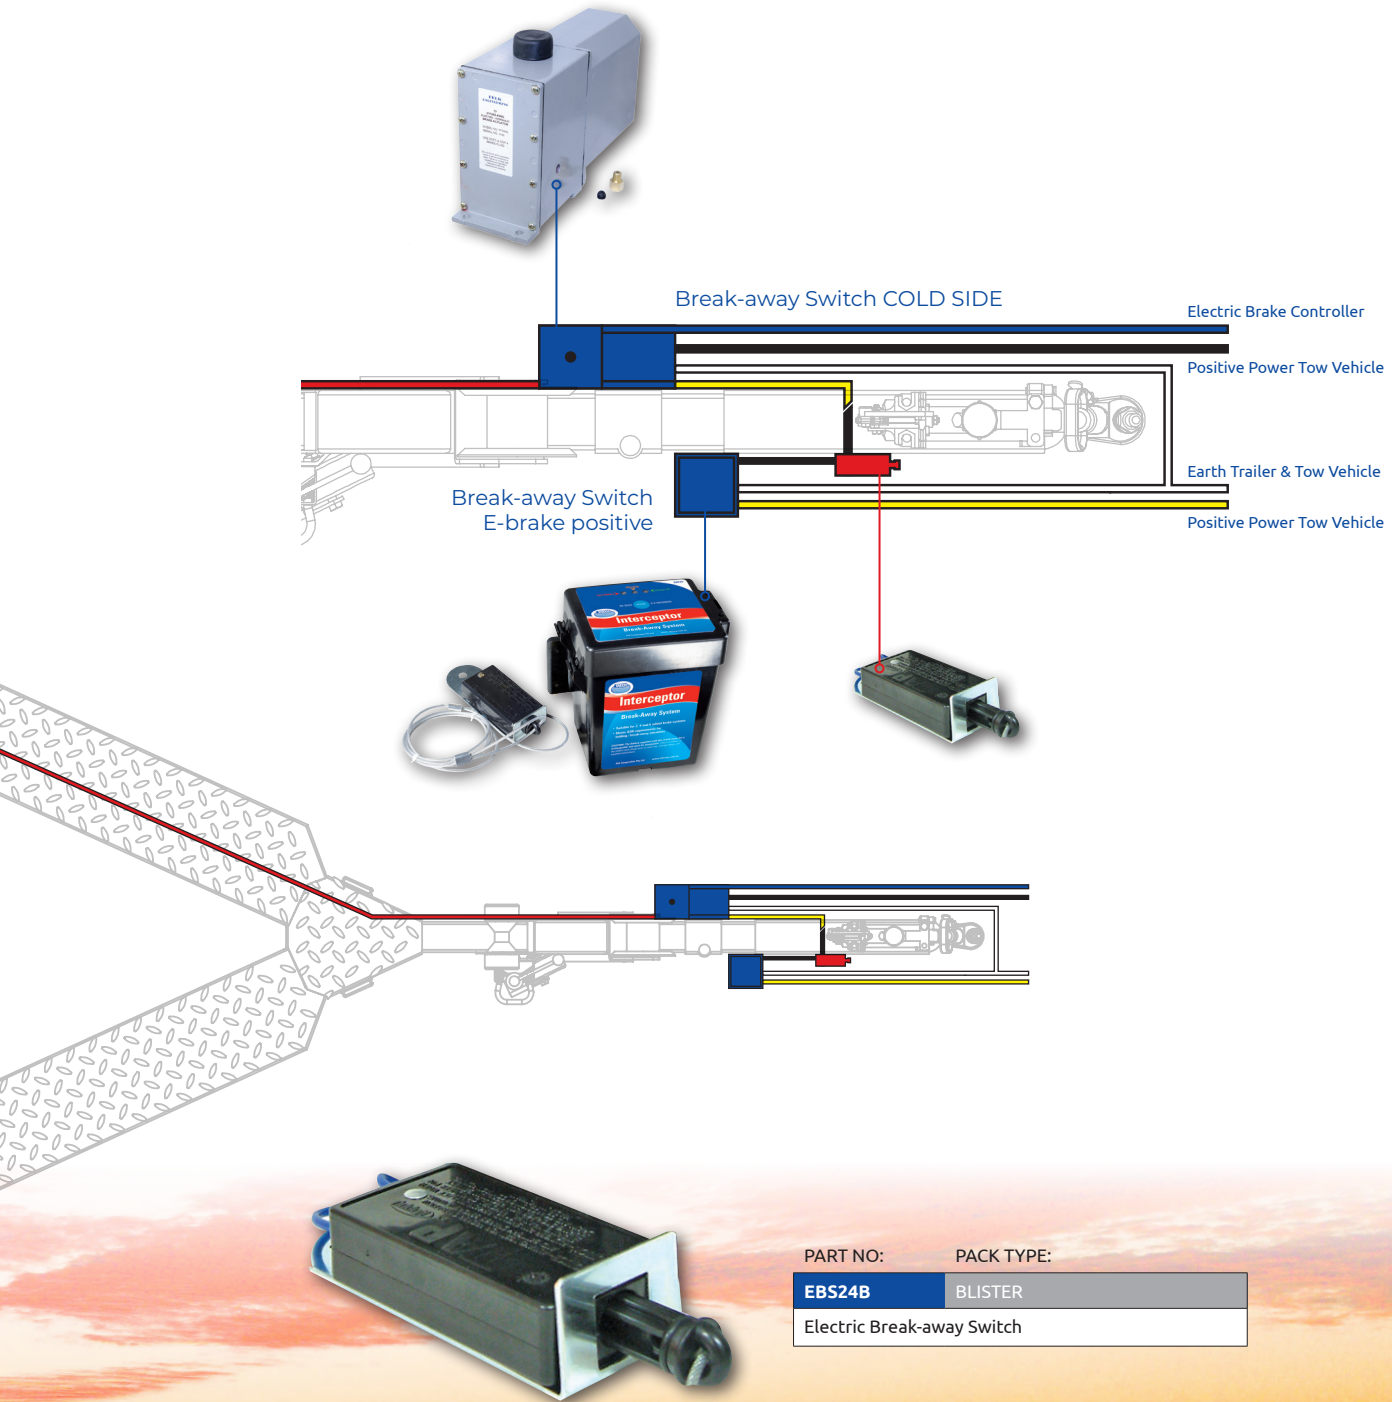 Break-away Switch COLD SIDE
Electric Brake Controller
Positive Power Tow Vehicle
Earth Trailer & Tow Vehicle
Break-away Switch
E-brake positive
Positive Power Tow Vehicle
Interceptor
Break-Away System
Interceptor
Break-Away System
PART NO: PACK TYPE:
EBS24B BLISTER
Electric Break-away Switch